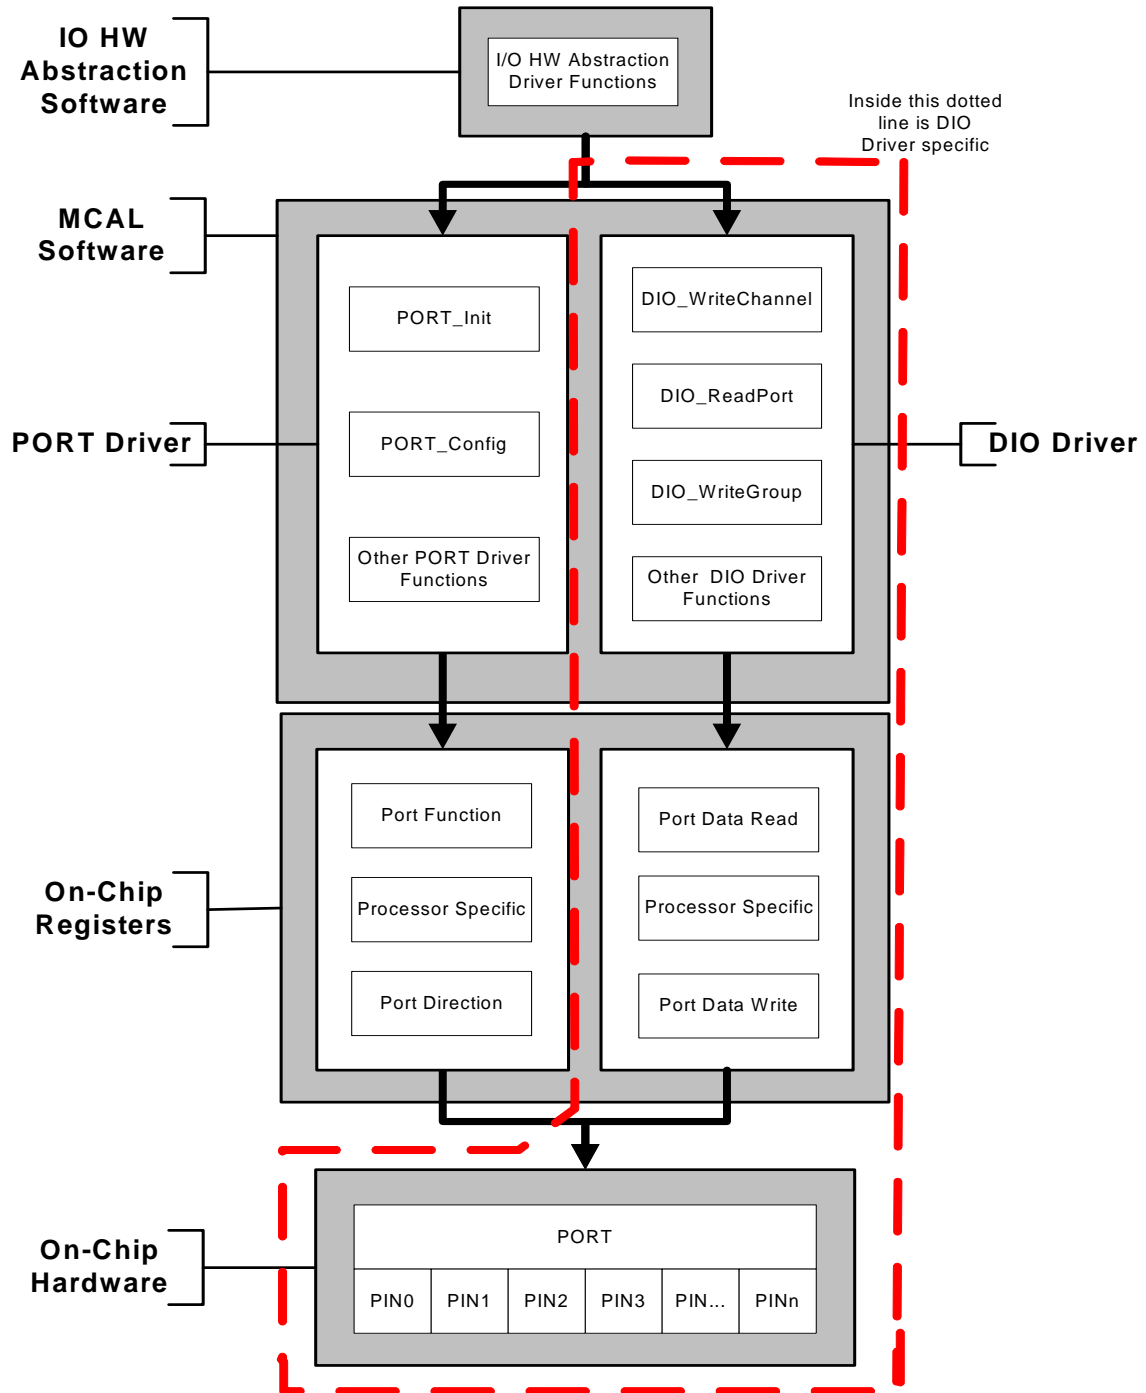 IO HW
Abstraction
Software
I/O HW Abstraction
Driver Functions
Inside this dotted
line is DIO
Driver specific
MCAL
Software
PORT_Init
PORT_Config
Other PORT Driver
Functions
DIO_WriteChannel
DIO_ReadPort
DIO_WriteGroup
Other DIO Driver
Functions
PORT Driver
DIO Driver
On-Chip
Registers
Port Function
Processor Specific
Port Direction
Port Data Read
Processor Specific
Port Data Write
On-Chip
Hardware
PORT
PIN0 PIN1 PIN2 PIN3 PIN... PINn